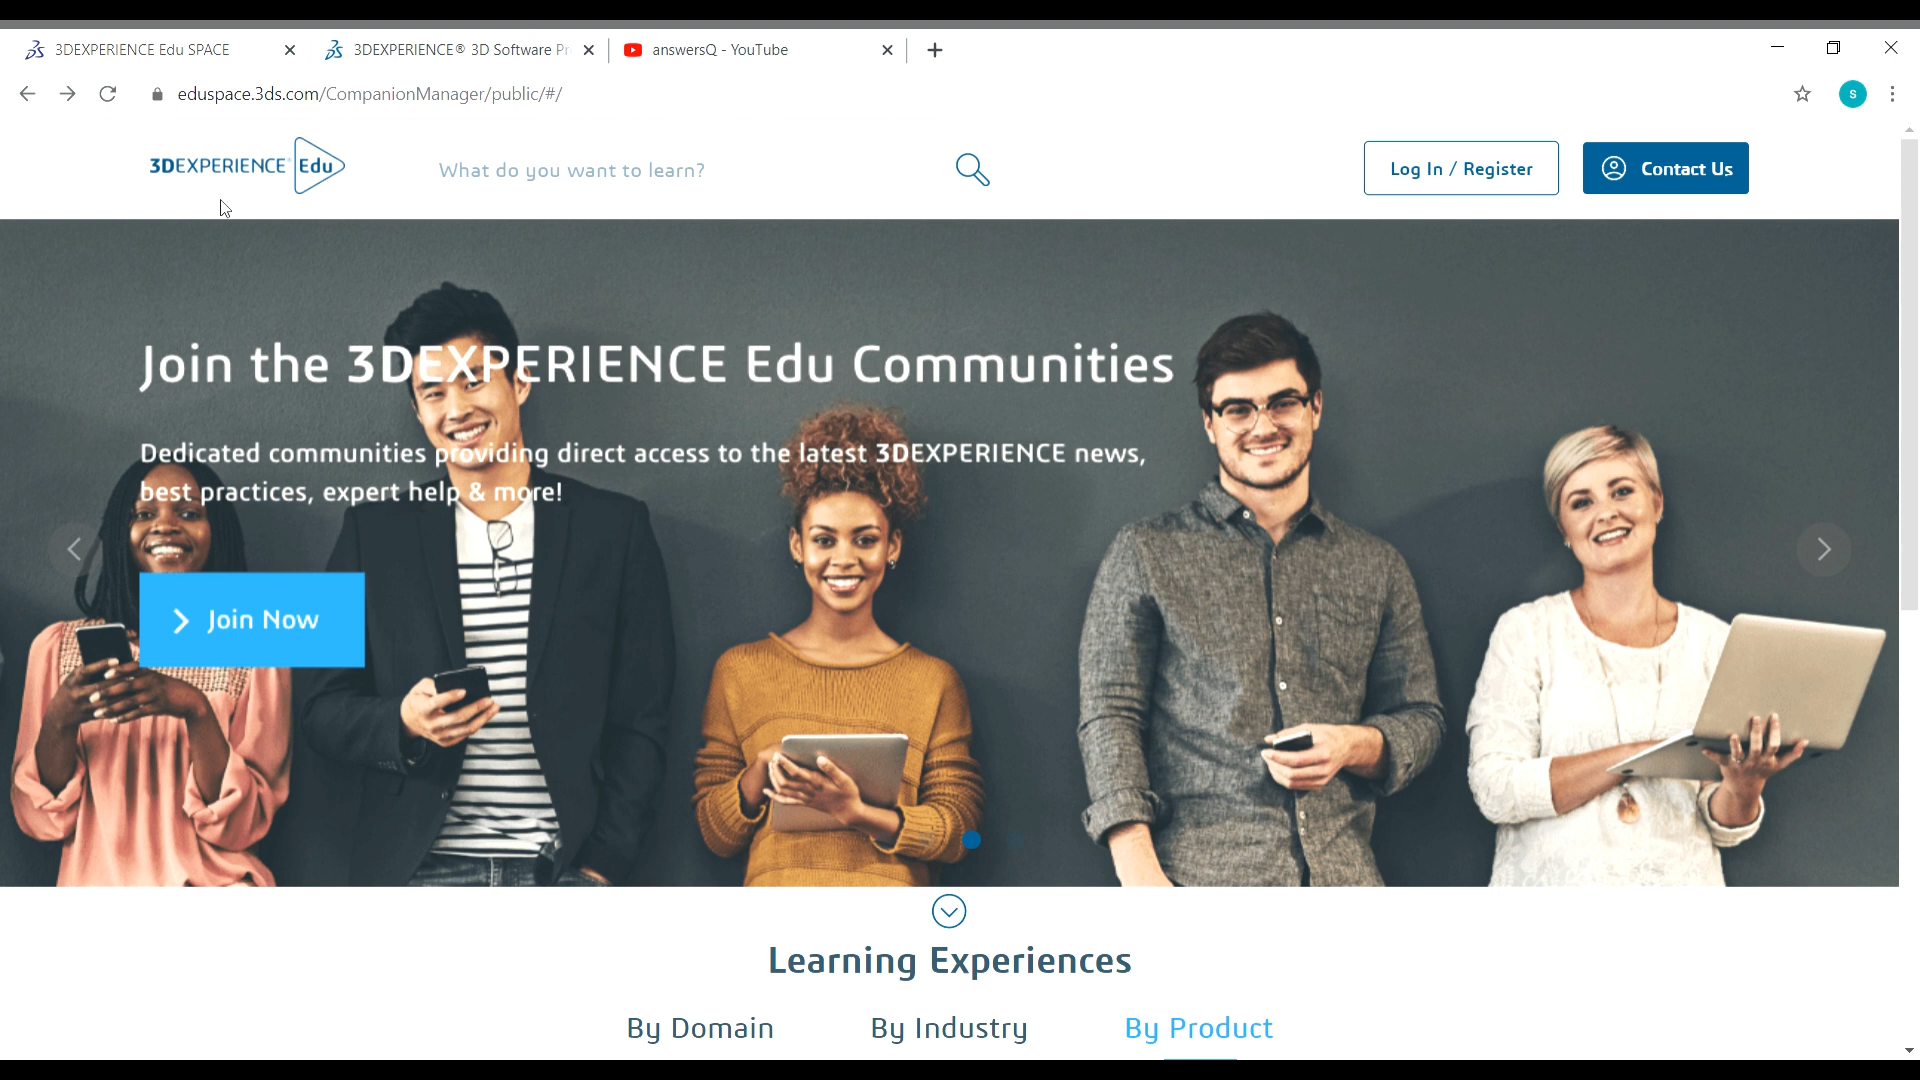 3DEXPERIENCE Edu SPACE
3DEXPERIENCE® 3D Software Pr
answersQ - YouTube
eduspace.3ds.com/CompanionManager/public/#/
S
3DEXPERIENCE® Edu
What do you want to learn?
Log In / Register
Contact Us
Join the 3DEXPERIENCE Edu Communities
Dedicated communities providing direct access to the latest 3DEXPERIENCE news,
best practices, expert help & more!
Join Now
Learning Experiences
By Domain
By Industry
By Product